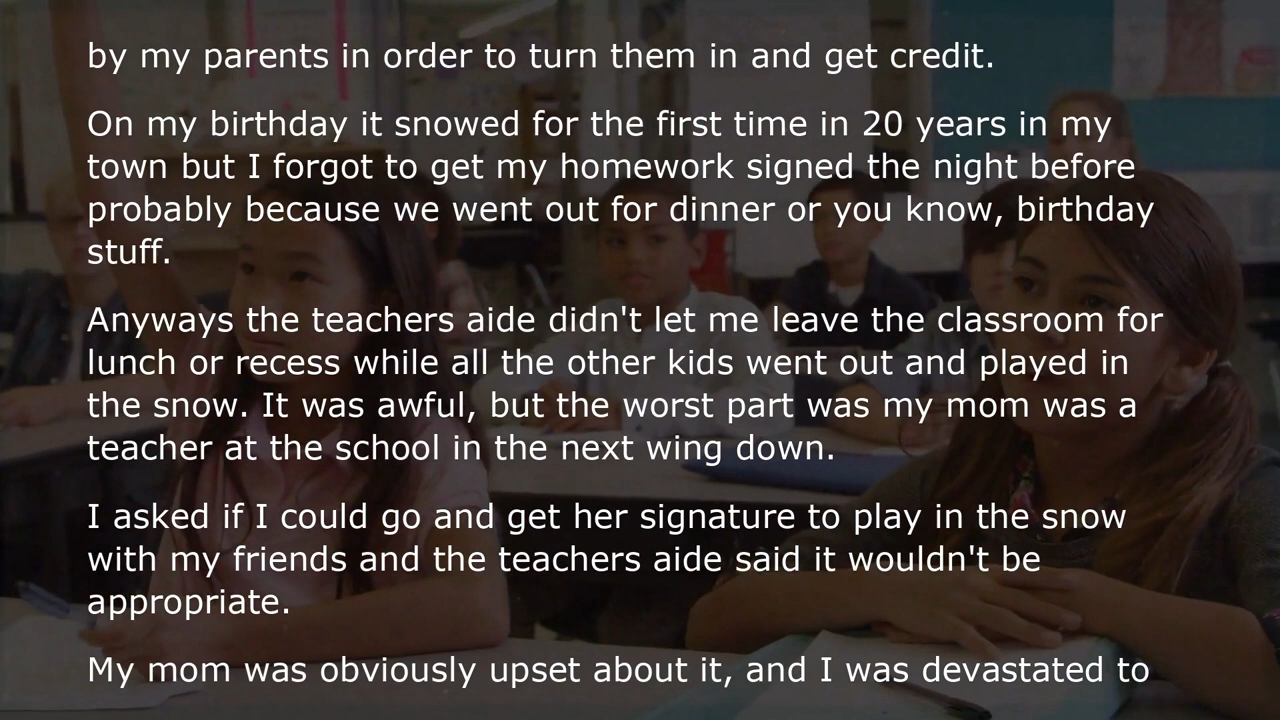 by my parents in order to turn them in and get credit.
On my birthday it snowed for the first time in 20 years in my
town but I forgot to get my homework signed the night before
probably because we went out for dinner or you know, birthday
stuff.
Anyways the teachers aide didn't let me leave the classroom for
lunch or recess while all the other kids went out and played in
the snow. It was awful, but the worst part was my mom was a
teacher at the school in the next wing down.
I asked if I could go and get her signature to play in the snow
with my friends and the teachers aide said it wouldn't be
appropriate.
My mom was obviously upset about it, and I was devastated to